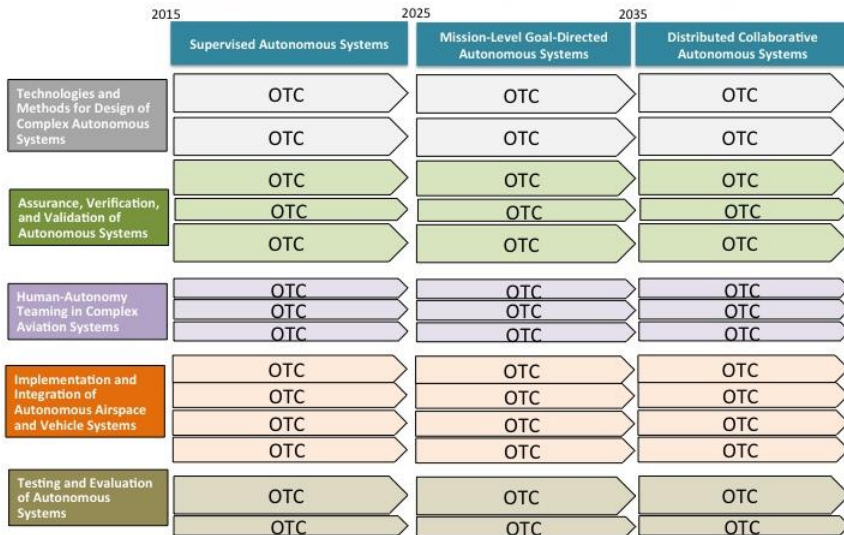 2015 2025 2035
Supervised Autonomous Systems
Mission-Level Goal-Directed
Autonomous Systems
Distributed Collaborative
Autonomous Systems
Technologies and
Methods for Design of
Complex Autonomous
Systems
OTC OTC OTC
OTC OTC OTC
Assurance, Verification,
and Validation of
Autonomous Systems
OTC OTC OTC
OTC OTC OTC
OTC OTC OTC
Human-Autonomy
Teaming in Complex
Aviation Systems
OTC OTC OTC
OTC OTC OTC
OTC OTC OTC
Implementation and
Integration of
Autonomous Airspace
and Vehicle Systems
OTC OTC OTC
OTC OTC OTC
OTC OTC OTC
OTC OTC OTC
Testing and Evaluation
of Autonomous
Systems
OTC OTC OTC
OTC OTC OTC